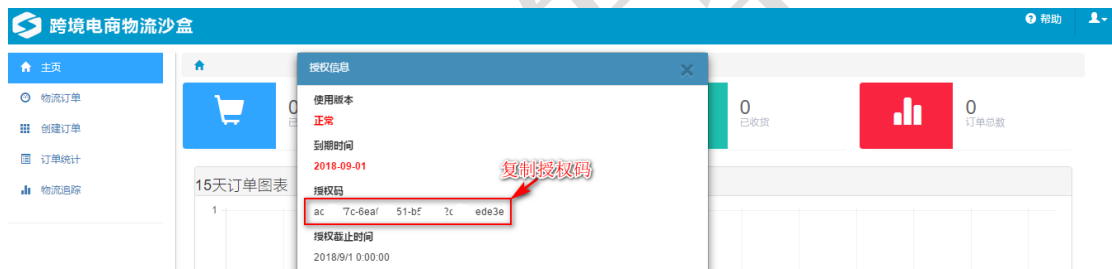 跨境电商物流沙盒
帮助
主页
物流订单
创建订单
订单统计
物流追踪
授权信息
使用版本
正常
到期时间
2018-09-01
授权码
复制授权码
授权截止时间
2018/9/1 0:00:00
0
0
已收货
0
订单总数
15天订单图表
1